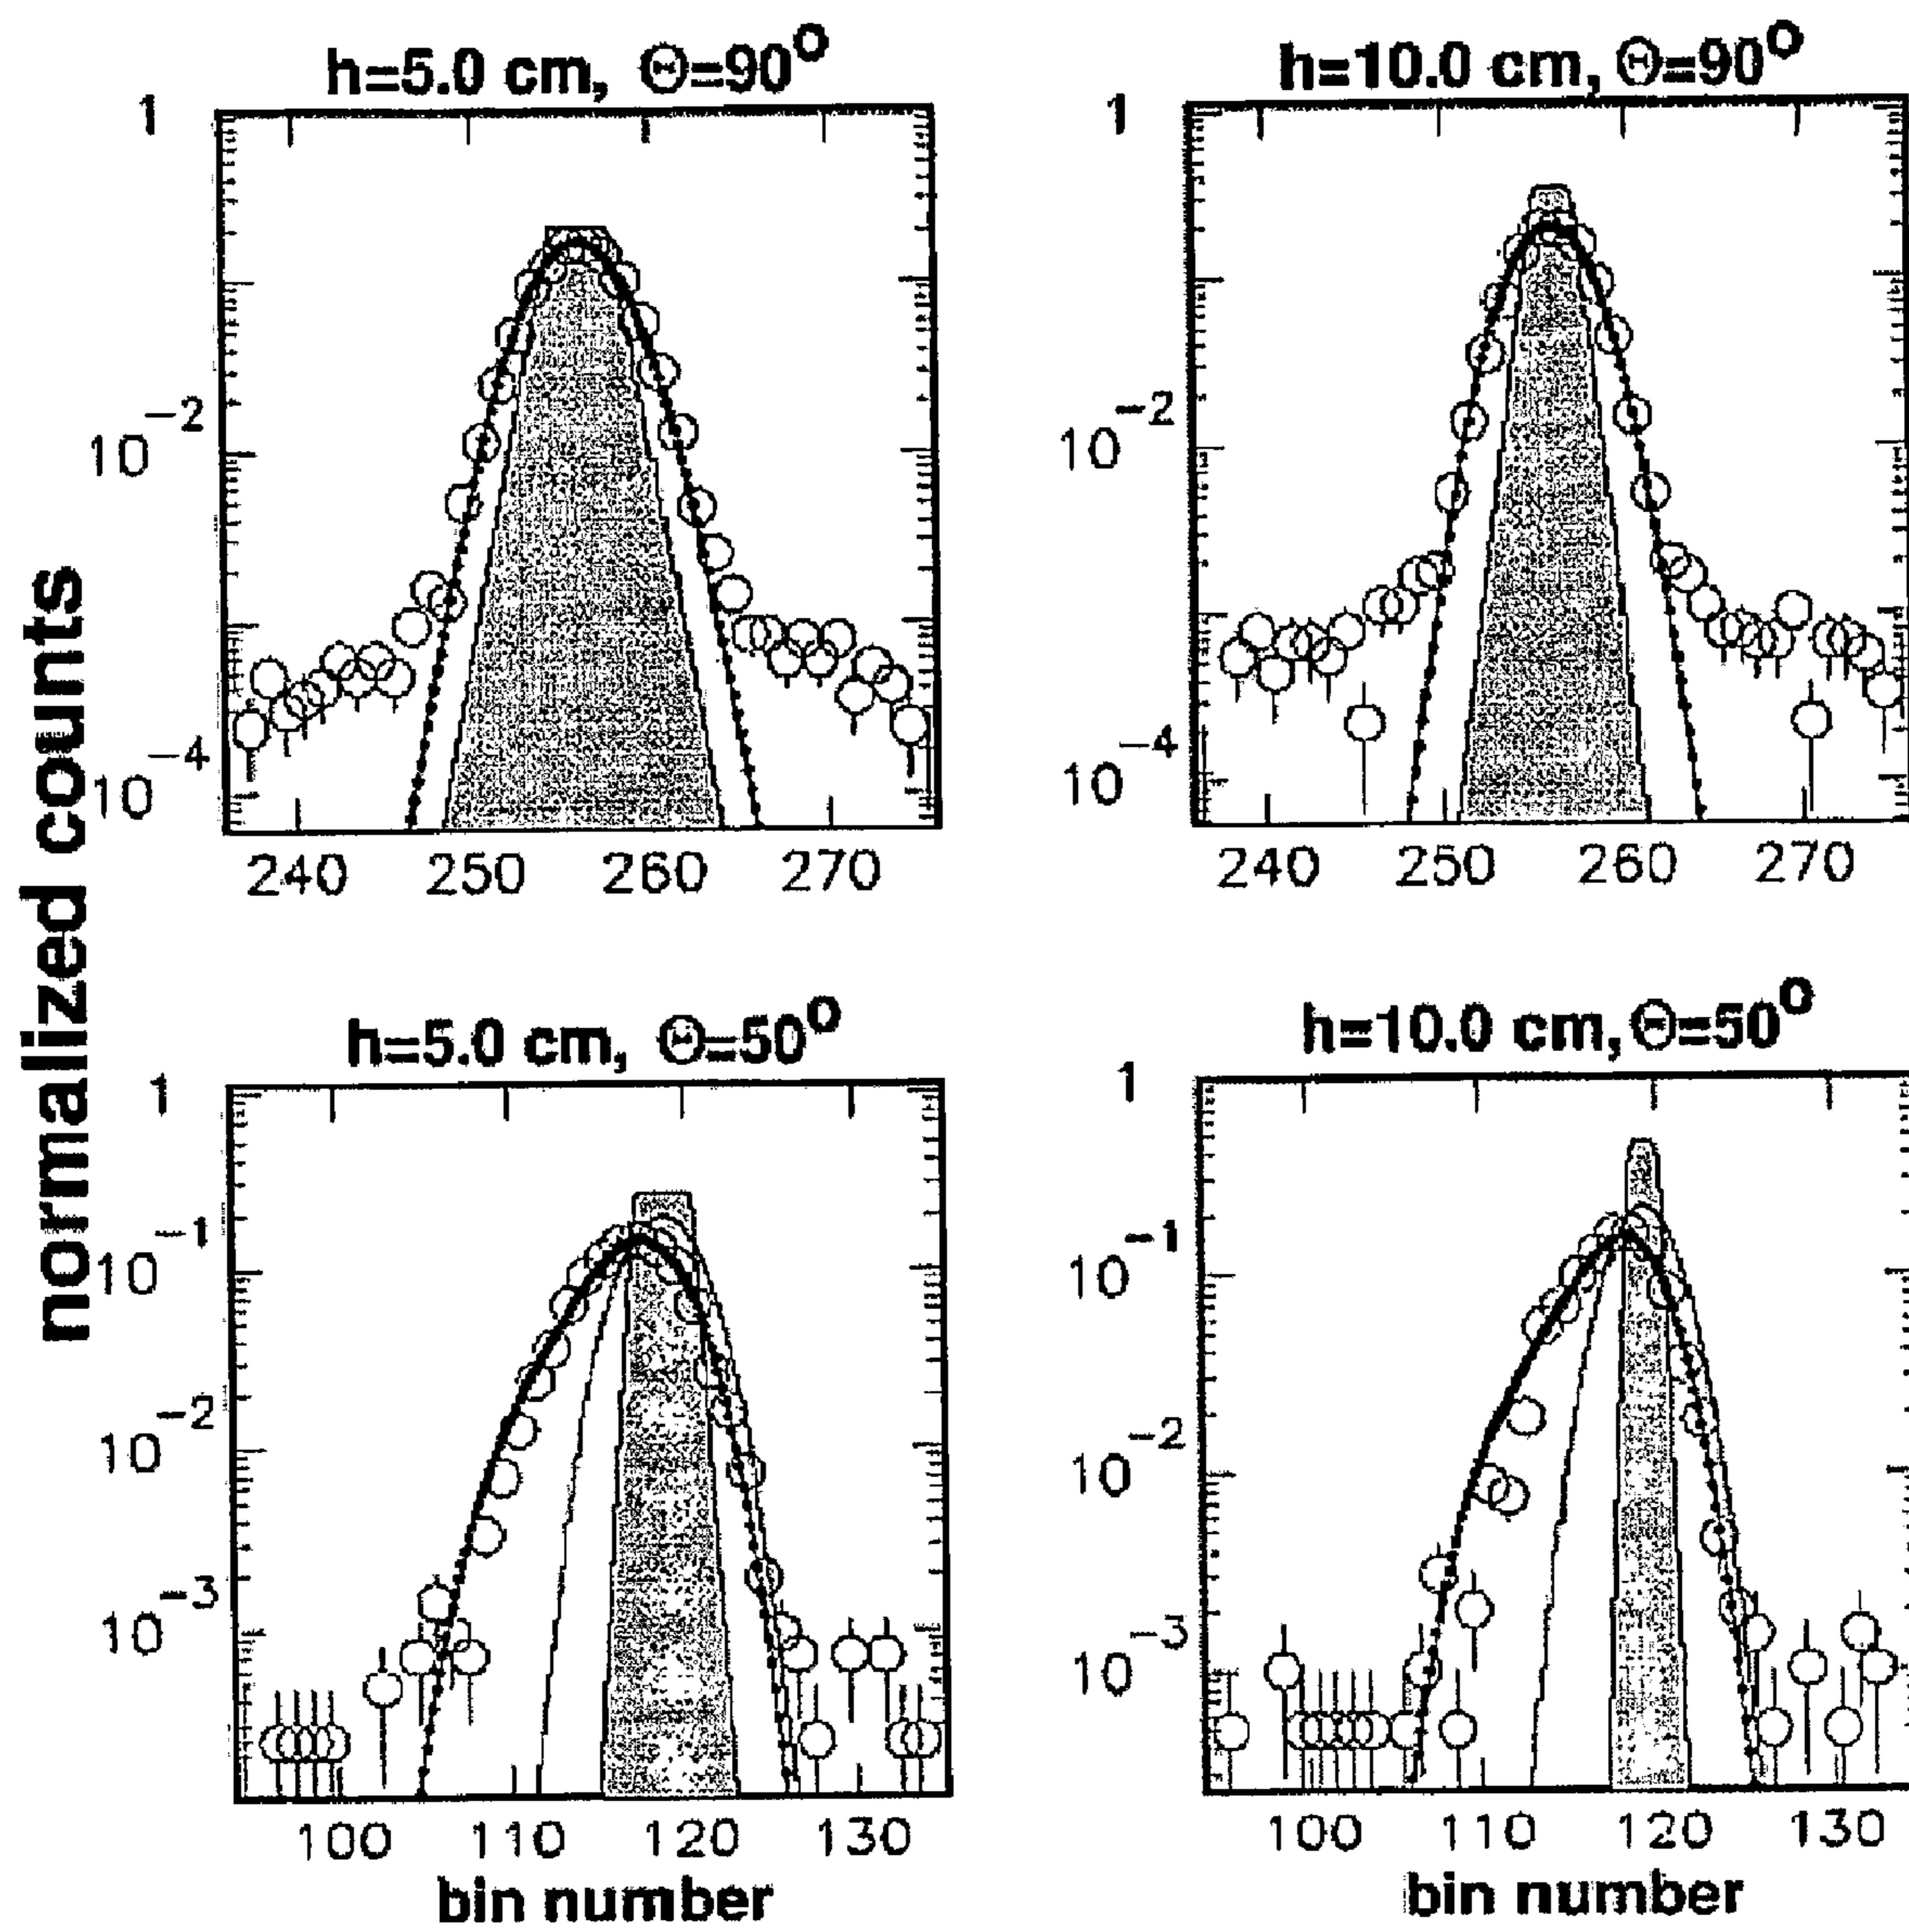 h=5.0 cm, Θ=90°
h=10.0 cm, Θ=90°
1
10⁻²
10⁻⁴
240 250 260 270
1
10⁻²
10⁻⁴
240 250 260 270
normalized counts
h=5.0 cm, Θ=50°
h=10.0 cm, Θ=50°
1
10⁻¹
10⁻²
10⁻³
100 110 120 130
bin number
1
10⁻¹
10⁻²
10⁻³
100 110 120 130
bin number